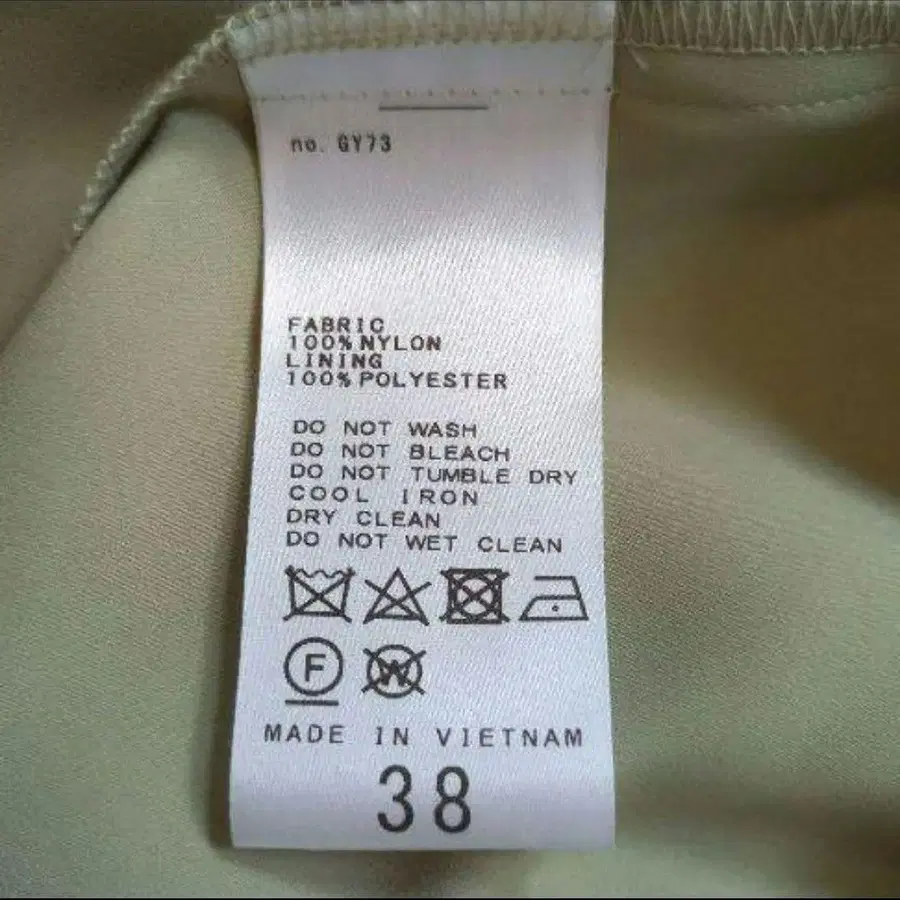 no. GY73
FABRIC
100% NYLON
LINING
100% POLYESTER
DO NOT WASH
DO NOT BLEACH
DO NOT TUMBLE DRY
COOL IRON
DRY CLEAN
DO NOT WET CLEAN
F W
MADE IN VIETNAM
38